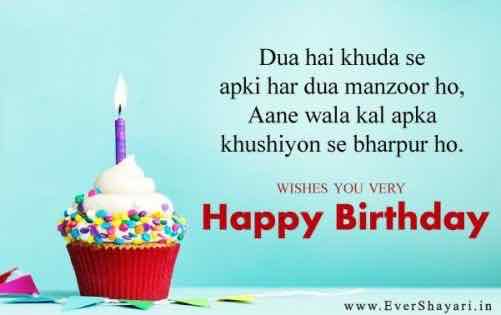 Dua hai khuda se
apki har dua manzoor ho,
Aane wala kal apka
khushiyon se bharpur ho.
WISHES YOU VERY
Happy Birthday
www.EverShayari.in